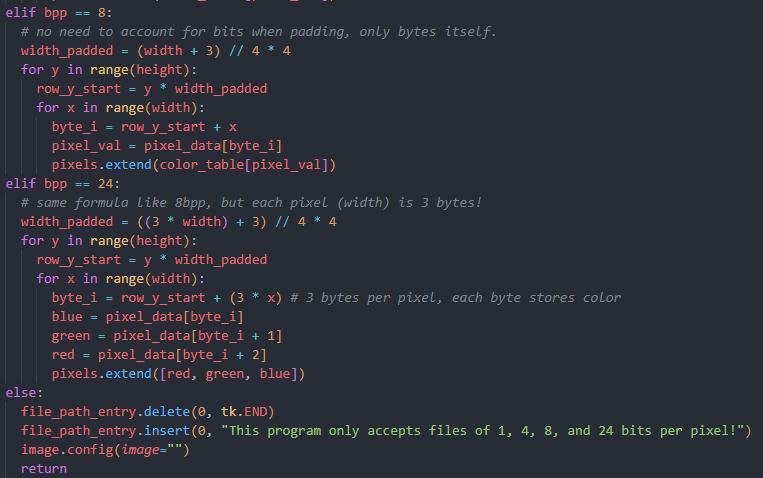 elif bpp == 8:
  # no need to account for bits when padding, only bytes itself.
  width_padded = (width + 3) // 4 * 4
  for y in range(height):
    row_y_start = y * width_padded
    for x in range(width):
      byte_i = row_y_start + x
      pixel_val = pixel_data[byte_i]
      pixels.extend(color_table[pixel_val])
elif bpp == 24:
  # same formula like 8bpp, but each pixel (width) is 3 bytes!
  width_padded = ((3 * width) + 3) // 4 * 4
  for y in range(height):
    row_y_start = y * width_padded
    for x in range(width):
      byte_i = row_y_start + (3 * x) # 3 bytes per pixel, each byte stores color
      blue = pixel_data[byte_i]
      green = pixel_data[byte_i + 1]
      red = pixel_data[byte_i + 2]
      pixels.extend([red, green, blue])
else:
  file_path_entry.delete(0, tk.END)
  file_path_entry.insert(0, "This program only accepts files of 1, 4, 8, and 24 bits per pixel!")
  image.config(image="")
  return